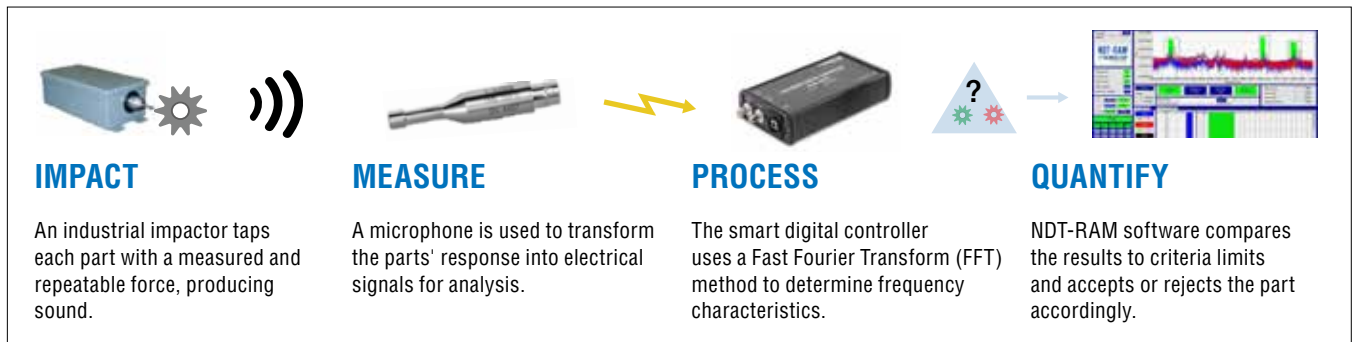 ?
NDT-RAM
IMPACT
An industrial impactor taps
each part with a measured and
repeatable force, producing
sound.
MEASURE
A microphone is used to transform
the parts' response into electrical
signals for analysis.
PROCESS
The smart digital controller
uses a Fast Fourier Transform (FFT)
method to determine frequency
characteristics.
QUANTIFY
NDT-RAM software compares
the results to criteria limits
and accepts or rejects the part
accordingly.